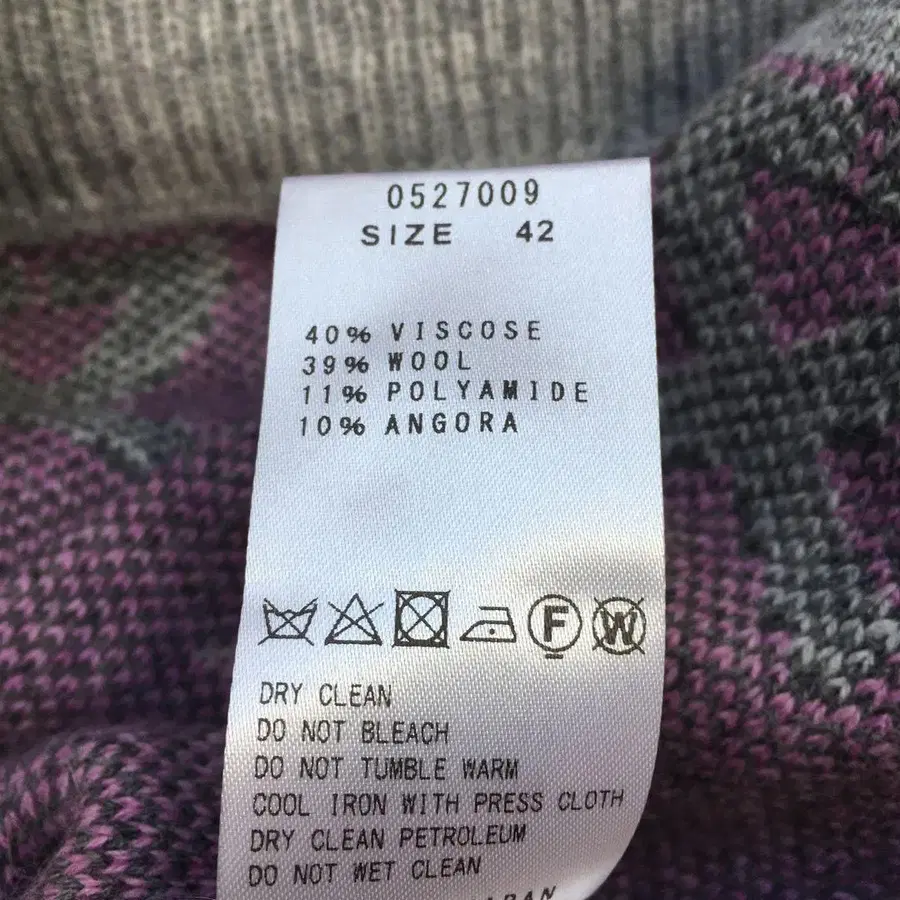 0527009
SIZE 42
40% VISCOSE
39% WOOL
11% POLYAMIDE
10% ANGORA
F W
DRY CLEAN
DO NOT BLEACH
DO NOT TUMBLE WARM
COOL IRON WITH PRESS CLOTH
DRY CLEAN PETROLEUM
DO NOT WET CLEAN